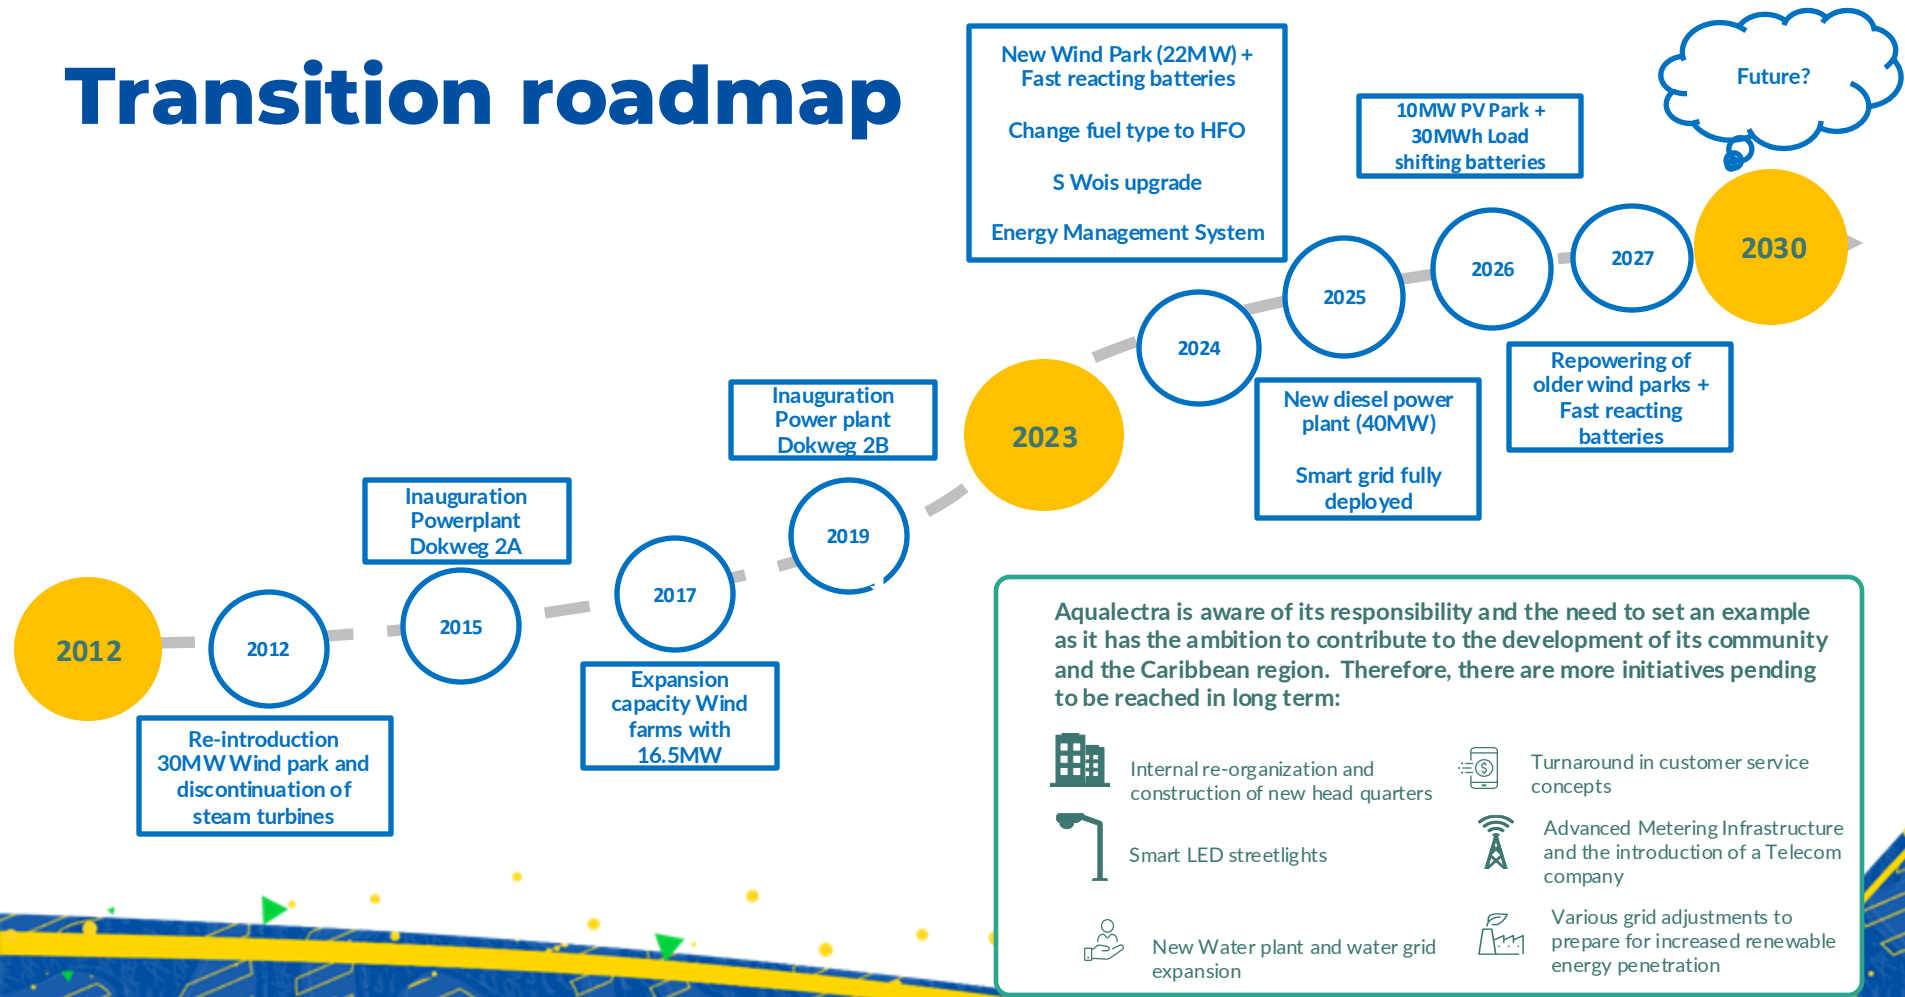 Transition roadmap
New Wind Park (22MW) +
Fast reacting batteries
Change fuel type to HFO
S Wois upgrade
Energy Management System
10MW PV Park +
30MWh Load
shifting batteries
Future?
2030
2027
2026
2025
2024
2023
Repowering of
older wind parks +
Fast reacting
batteries
New diesel power
plant (40MW)
Smart grid fully
deployed
Inauguration
Power plant
Dokweg 2B
2019
Inauguration
Powerplant
Dokweg 2A
2017
2015
2012
2012
Expansion
capacity Wind
farms with
16.5MW
Re-introduction
30MW Wind park and
discontinuation of
steam turbines
Aqualectra is aware of its responsibility and the need to set an example
as it has the ambition to contribute to the development of its community
and the Caribbean region. Therefore, there are more initiatives pending
to be reached in long term:
Internal re-organization and
construction of new head quarters
Turnaround in customer service
concepts
Smart LED streetlights
Advanced Metering Infrastructure
and the introduction of a Telecom
company
New Water plant and water grid
expansion
Various grid adjustments to
prepare for increased renewable
energy penetration